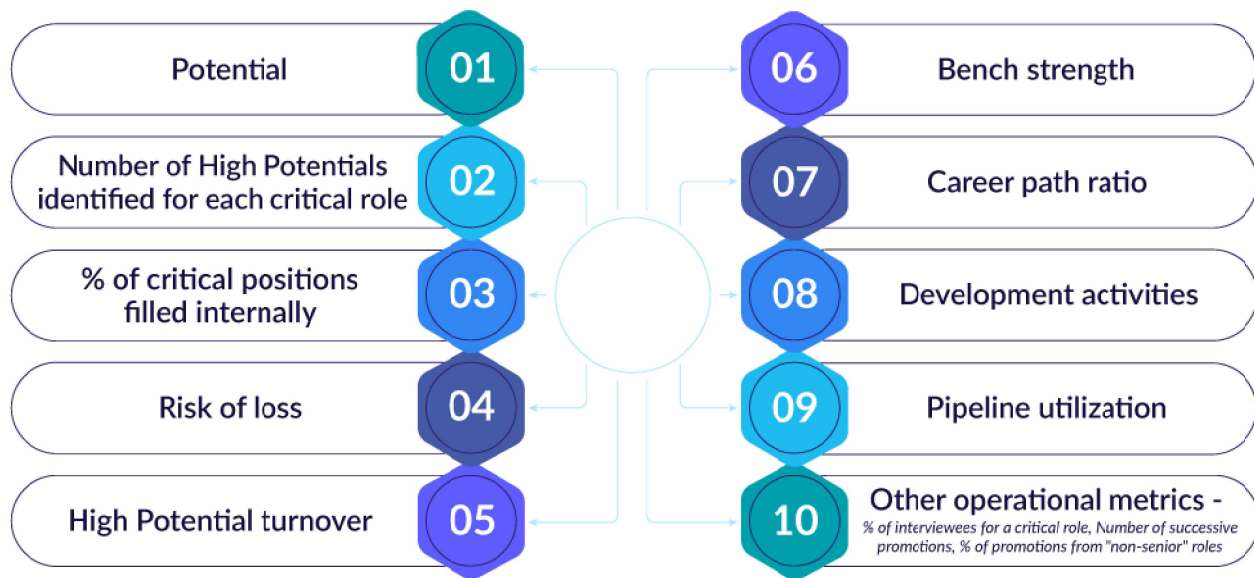 01
Potential
02
Number of High Potentials
identified for each critical role
03
% of critical positions
filled internally
04
Risk of loss
05
High Potential turnover
06
Bench strength
07
Career path ratio
08
Development activities
09
Pipeline utilization
10
Other operational metrics -
% of interviewees for a critical role, Number of successive
promotions, % of promotions from "non-senior" roles